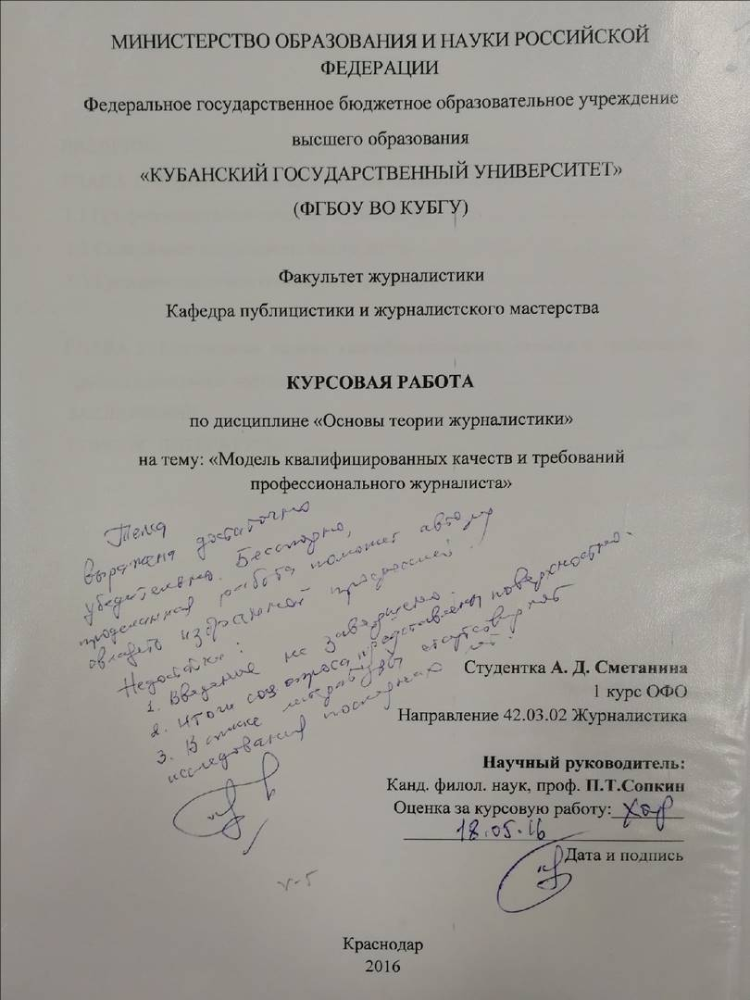 МИНИСТЕРСТВО ОБРАЗОВАНИЯ И НАУКИ РОССИЙСКОЙ
ФЕДЕРАЦИИ
Федеральное государственное бюджетное образовательное учреждение
высшего образования
«КУБАНСКИЙ ГОСУДАРСТВЕННЫЙ УНИВЕРСИТЕТ»
(ФГБОУ ВО КУБГУ)
Факультет журналистики
Кафедра публицистики и журналистского мастерства
КУРСОВАЯ РАБОТА
по дисциплине «Основы теории журналистики»
на тему: «Модель квалифицированных качеств и требований
профессионального журналиста»
Тема
выражена достаточно
убедительно. Бесспорно,
проделанная работа поможет автору
овладеть избранной профессией.
Недостатки:
1. Введение не завершено.
2. Итоги соц. опроса представлены поверхностно.
3. В списке литературы отсутствуют
исследования последних лет.
Студентка А. Д. Сметанина
1 курс ОФО
Направление 42.03.02 Журналистика
Научный руководитель:
Канд. филол. наук, проф. П.Т.Сопкин
Оценка за курсовую работу: хор
18.05.16
Дата и подпись
Краснодар
2016